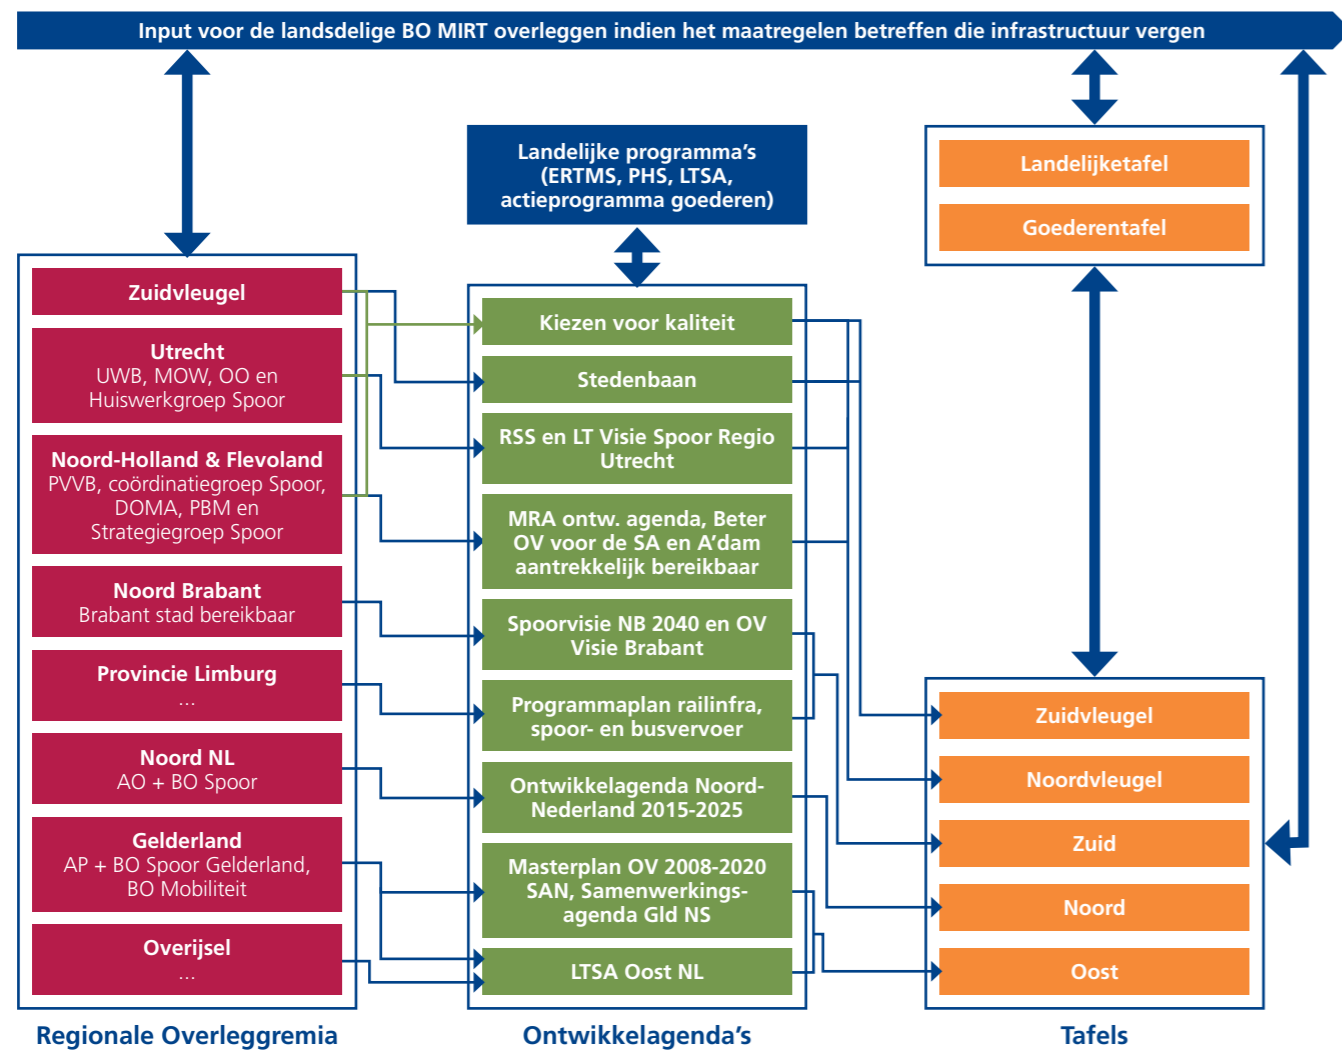 Input voor de landsdelige BO MIRT overleggen indien het maatregelen betreffen die infrastructuur vergen
Landelijke programma's
(ERTMS, PHS, LTSA,
actieprogramma goederen)
Landelijketafel
Goederentafel
Zuidvleugel
Utrecht
UWB, MOW, OO en
Huiswerkgroep Spoor
Noord-Holland & Flevoland
PVVB, coördinatiegroep Spoor,
DOMA, PBM en
Strategiegroep Spoor
Noord Brabant
Brabant stad bereikbaar
Provincie Limburg
...
Noord NL
AO + BO Spoor
Gelderland
AP + BO Spoor Gelderland,
BO Mobiliteit
Overijsel
...
Regionale Overleggremia
Kiezen voor kaliteit
Stedenbaan
RSS en LT Visie Spoor Regio
Utrecht
MRA ontw. agenda, Beter
OV voor de SA en A'dam
aantrekkelijk bereikbaar
Spoorvisie NB 2040 en OV
Visie Brabant
Programmaplan railinfra,
spoor- en busvervoer
Ontwikkelagenda Noord-
Nederland 2015-2025
Masterplan OV 2008-2020
SAN, Samenwerkings-
agenda Gld NS
LTSA Oost NL
Ontwikkelagenda's
Zuidvleugel
Noordvleugel
Zuid
Noord
Oost
Tafels